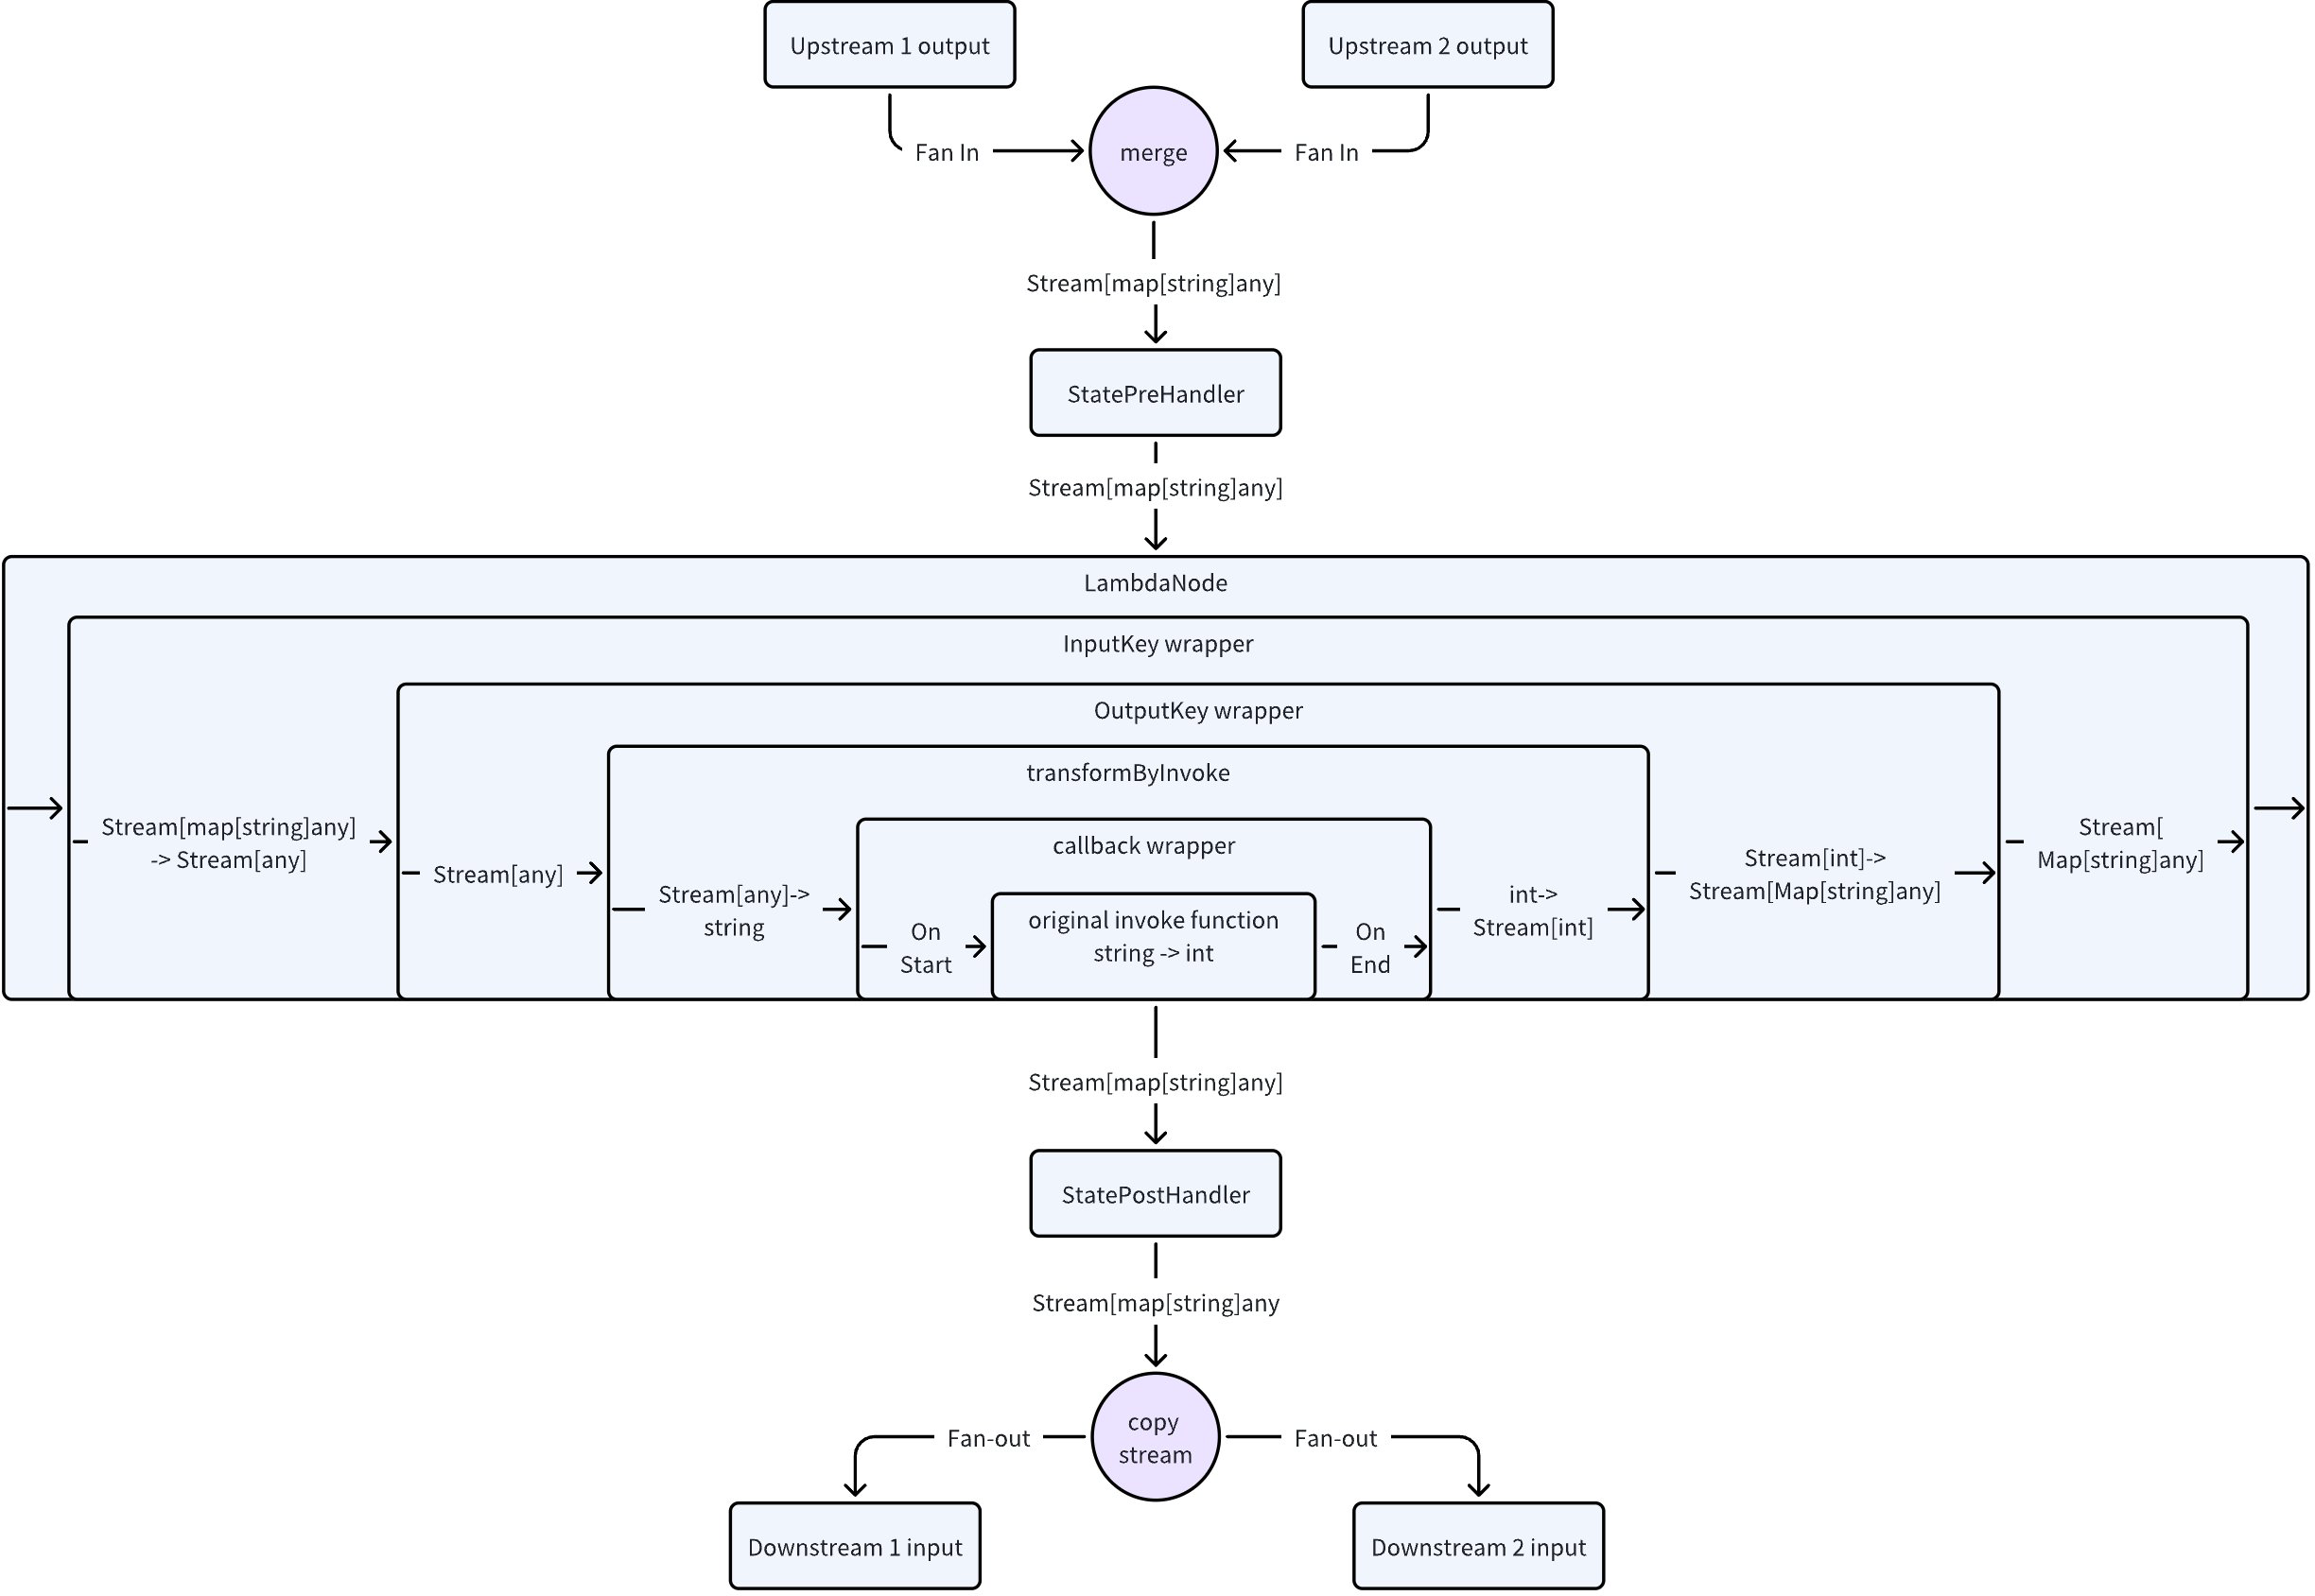 Upstream 1 output
Upstream 2 output
Fan In
merge
Fan In
Stream[map[string]any]
StatePreHandler
Stream[map[string]any]
LambdaNode
InputKey wrapper
OutputKey wrapper
transformByInvoke
callback wrapper
Stream[map[string]any]
-> Stream[any]
Stream[any]
Stream[any]->
string
On
Start
original invoke function
string -> int
On
End
int->
Stream[int]
Stream[int]->
Stream[Map[string]any]
Stream[
Map[string]any]
Stream[map[string]any]
StatePostHandler
Stream[map[string]any
copy
stream
Fan-out
Fan-out
Downstream 1 input
Downstream 2 input